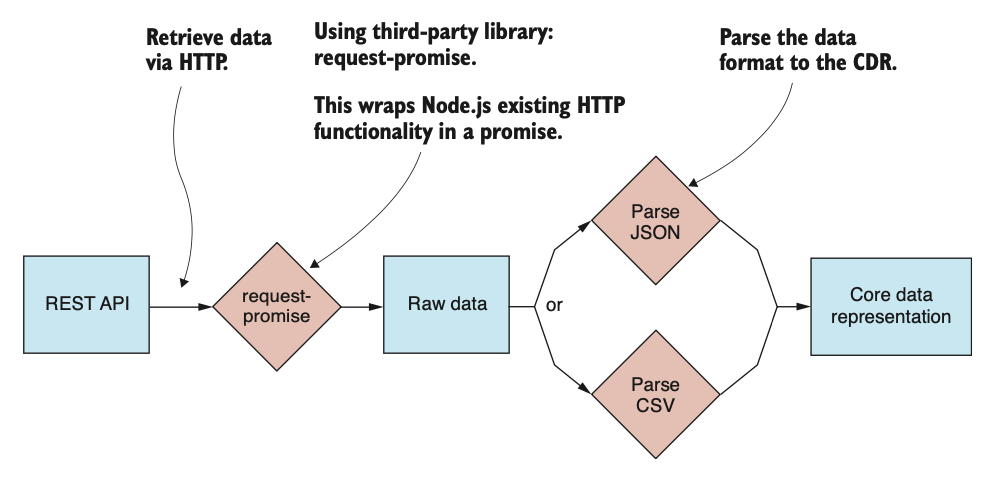 Retrieve data
via HTTP.
Using third-party library:
request-promise.
This wraps Node.js existing HTTP
functionality in a promise.
Parse the data
format to the CDR.
REST API
request-
promise
Raw data
or
Parse
JSON
Parse
CSV
Core data
representation